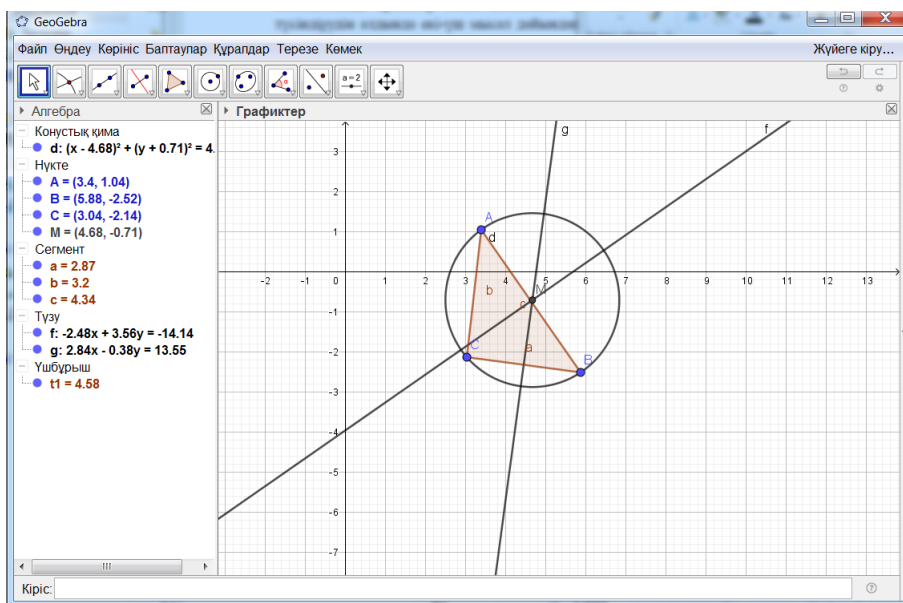 GeoGebra
Файл Өңдеу Көрініс Баптаулар Құралдар Терезе Көмек Жүйеге кіру...
a=2
Алгебра
Графиктер
Конустық қима
d: (x - 4.68)² + (y + 0.71)² = 4.
Нүкте
A = (3.4, 1.04)
B = (5.88, -2.52)
C = (3.04, -2.14)
M = (4.68, -0.71)
Сегмент
a = 2.87
b = 3.2
c = 4.34
Түзу
f: -2.48x + 3.56y = -14.14
g: 2.84x - 0.38y = 13.55
Үшбұрыш
t1 = 4.58
g
f
3
2
A
1
d
-2 -1 0 1 2 3 4 5 6 7 8 9 10 11 12 13
b
M
c
-1
C
a
-2
B
-3
-4
-5
-6
-7
Кіріс: